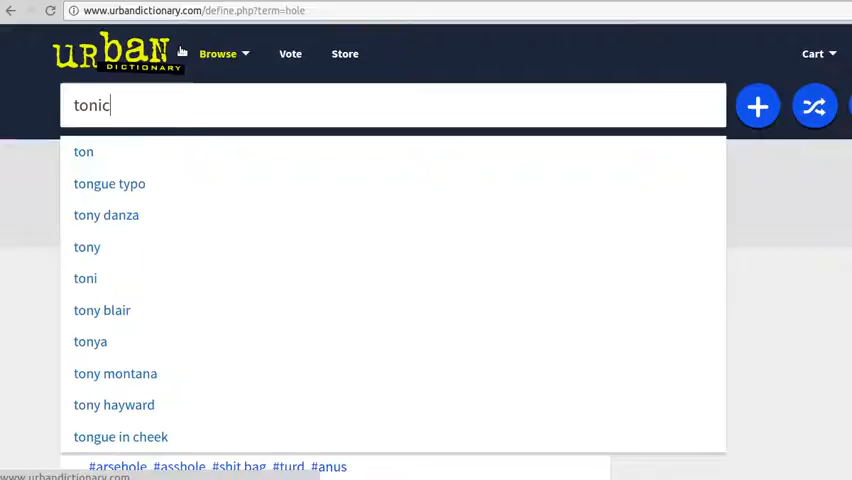 www.urbandictionary.com/define.php?term=hole
urban DICTIONARY Browse Vote Store Cart
tonic
ton
tongue typo
tony danza
tony
toni
tony blair
tonya
tony montana
tony hayward
tongue in cheek
#arsehole #asshole #shit bag #turd #anus
www.urbandictionary.com